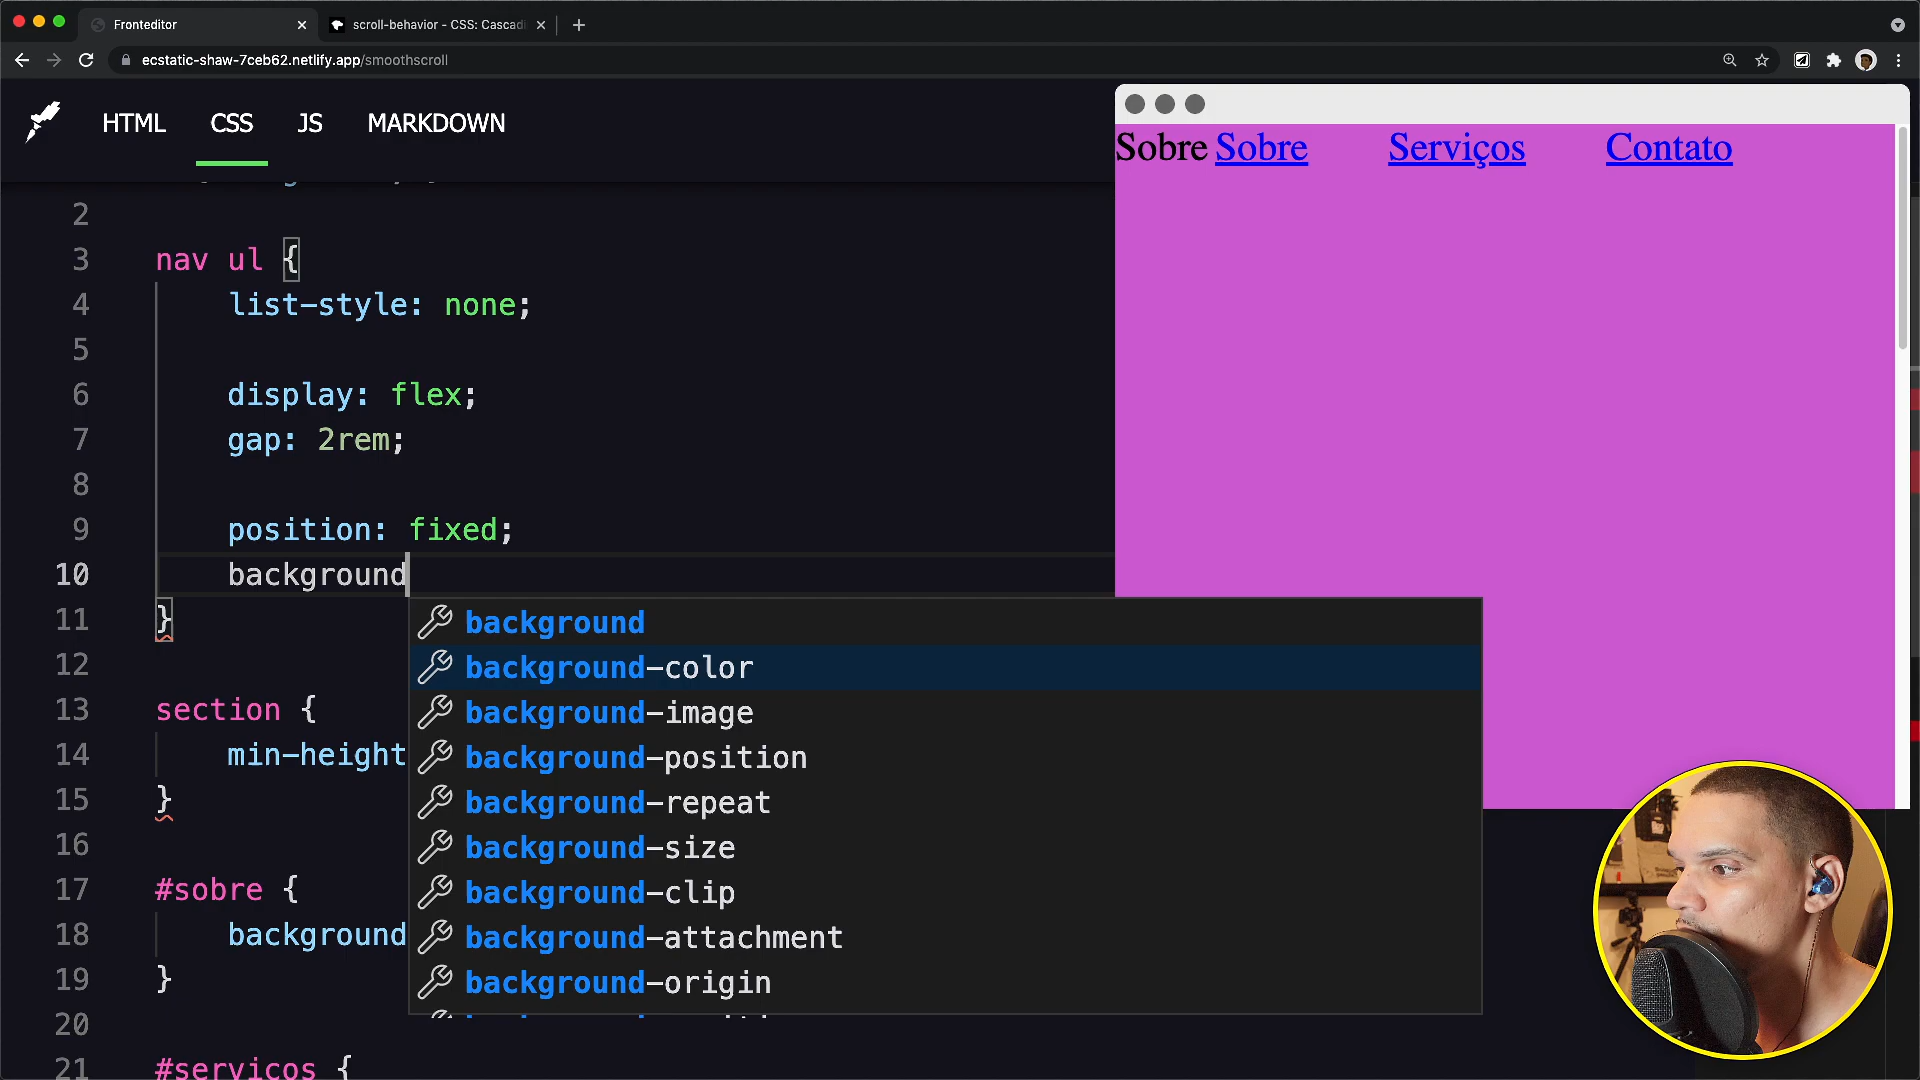 Fronteditor
scroll-behavior - CSS: Cascadi
ecstatic-shaw-7ceb62.netlify.app/smoothscroll
HTML CSS JS MARKDOWN
Sobre Sobre Serviços Contato
2
3 nav ul {
4 list-style: none;
5
6 display: flex;
7 gap: 2rem;
8
9 position: fixed;
10 background
11 }
12
13 section {
14 min-height
15 }
16
17 #sobre {
18 background
19 }
20
21 #servicos {
background
background-color
background-image
background-position
background-repeat
background-size
background-clip
background-attachment
background-origin